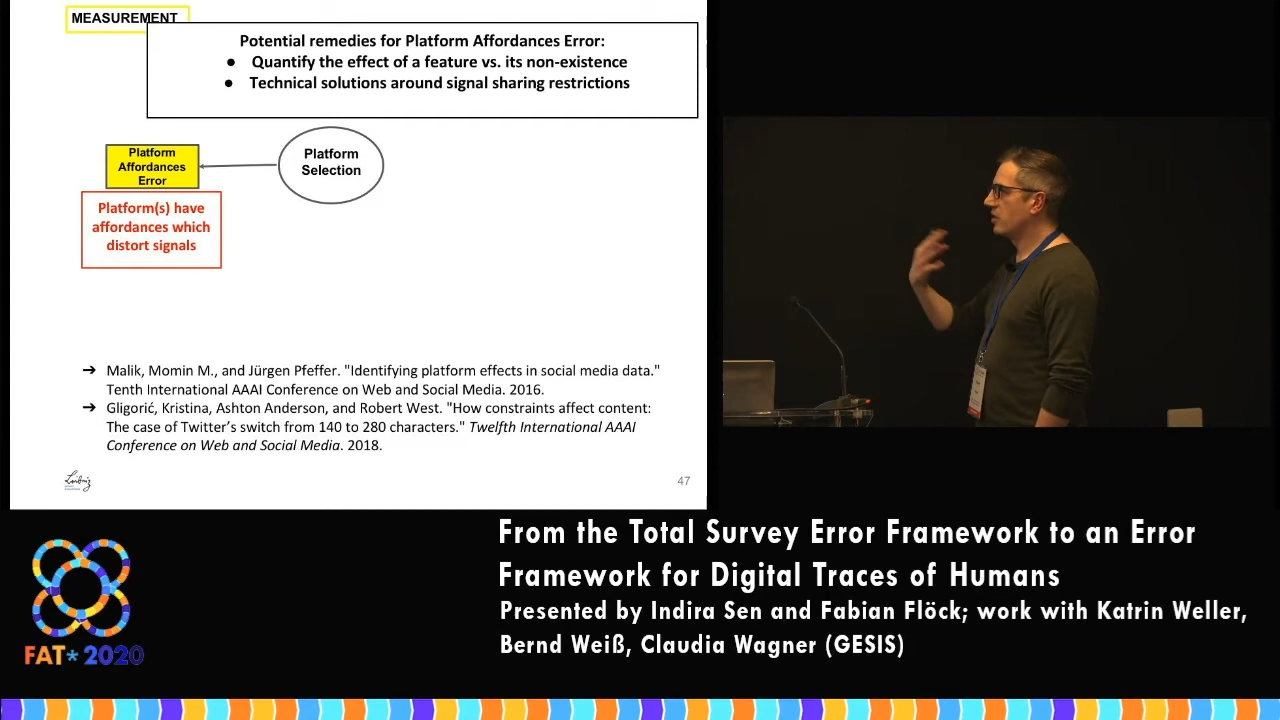 MEASUREMENT
Potential remedies for Platform Affordances Error:
● Quantify the effect of a feature vs. its non-existence
● Technical solutions around signal sharing restrictions
Platform
Affordances
Error
Platform
Selection
Platform(s) have
affordances which
distort signals
➔ Malik, Momin M., and Jürgen Pfeffer. "Identifying platform effects in social media data."
Tenth International AAAI Conference on Web and Social Media. 2016.
➔ Gligorić, Kristina, Ashton Anderson, and Robert West. "How constraints affect content:
The case of Twitter’s switch from 140 to 280 characters." Twelfth International AAAI
Conference on Web and Social Media. 2018.
Leibniz
47
From the Total Survey Error Framework to an Error
Framework for Digital Traces of Humans
Presented by Indira Sen and Fabian Flöck; work with Katrin Weller,
Bernd Weiß, Claudia Wagner (GESIS)
FAT* 2020